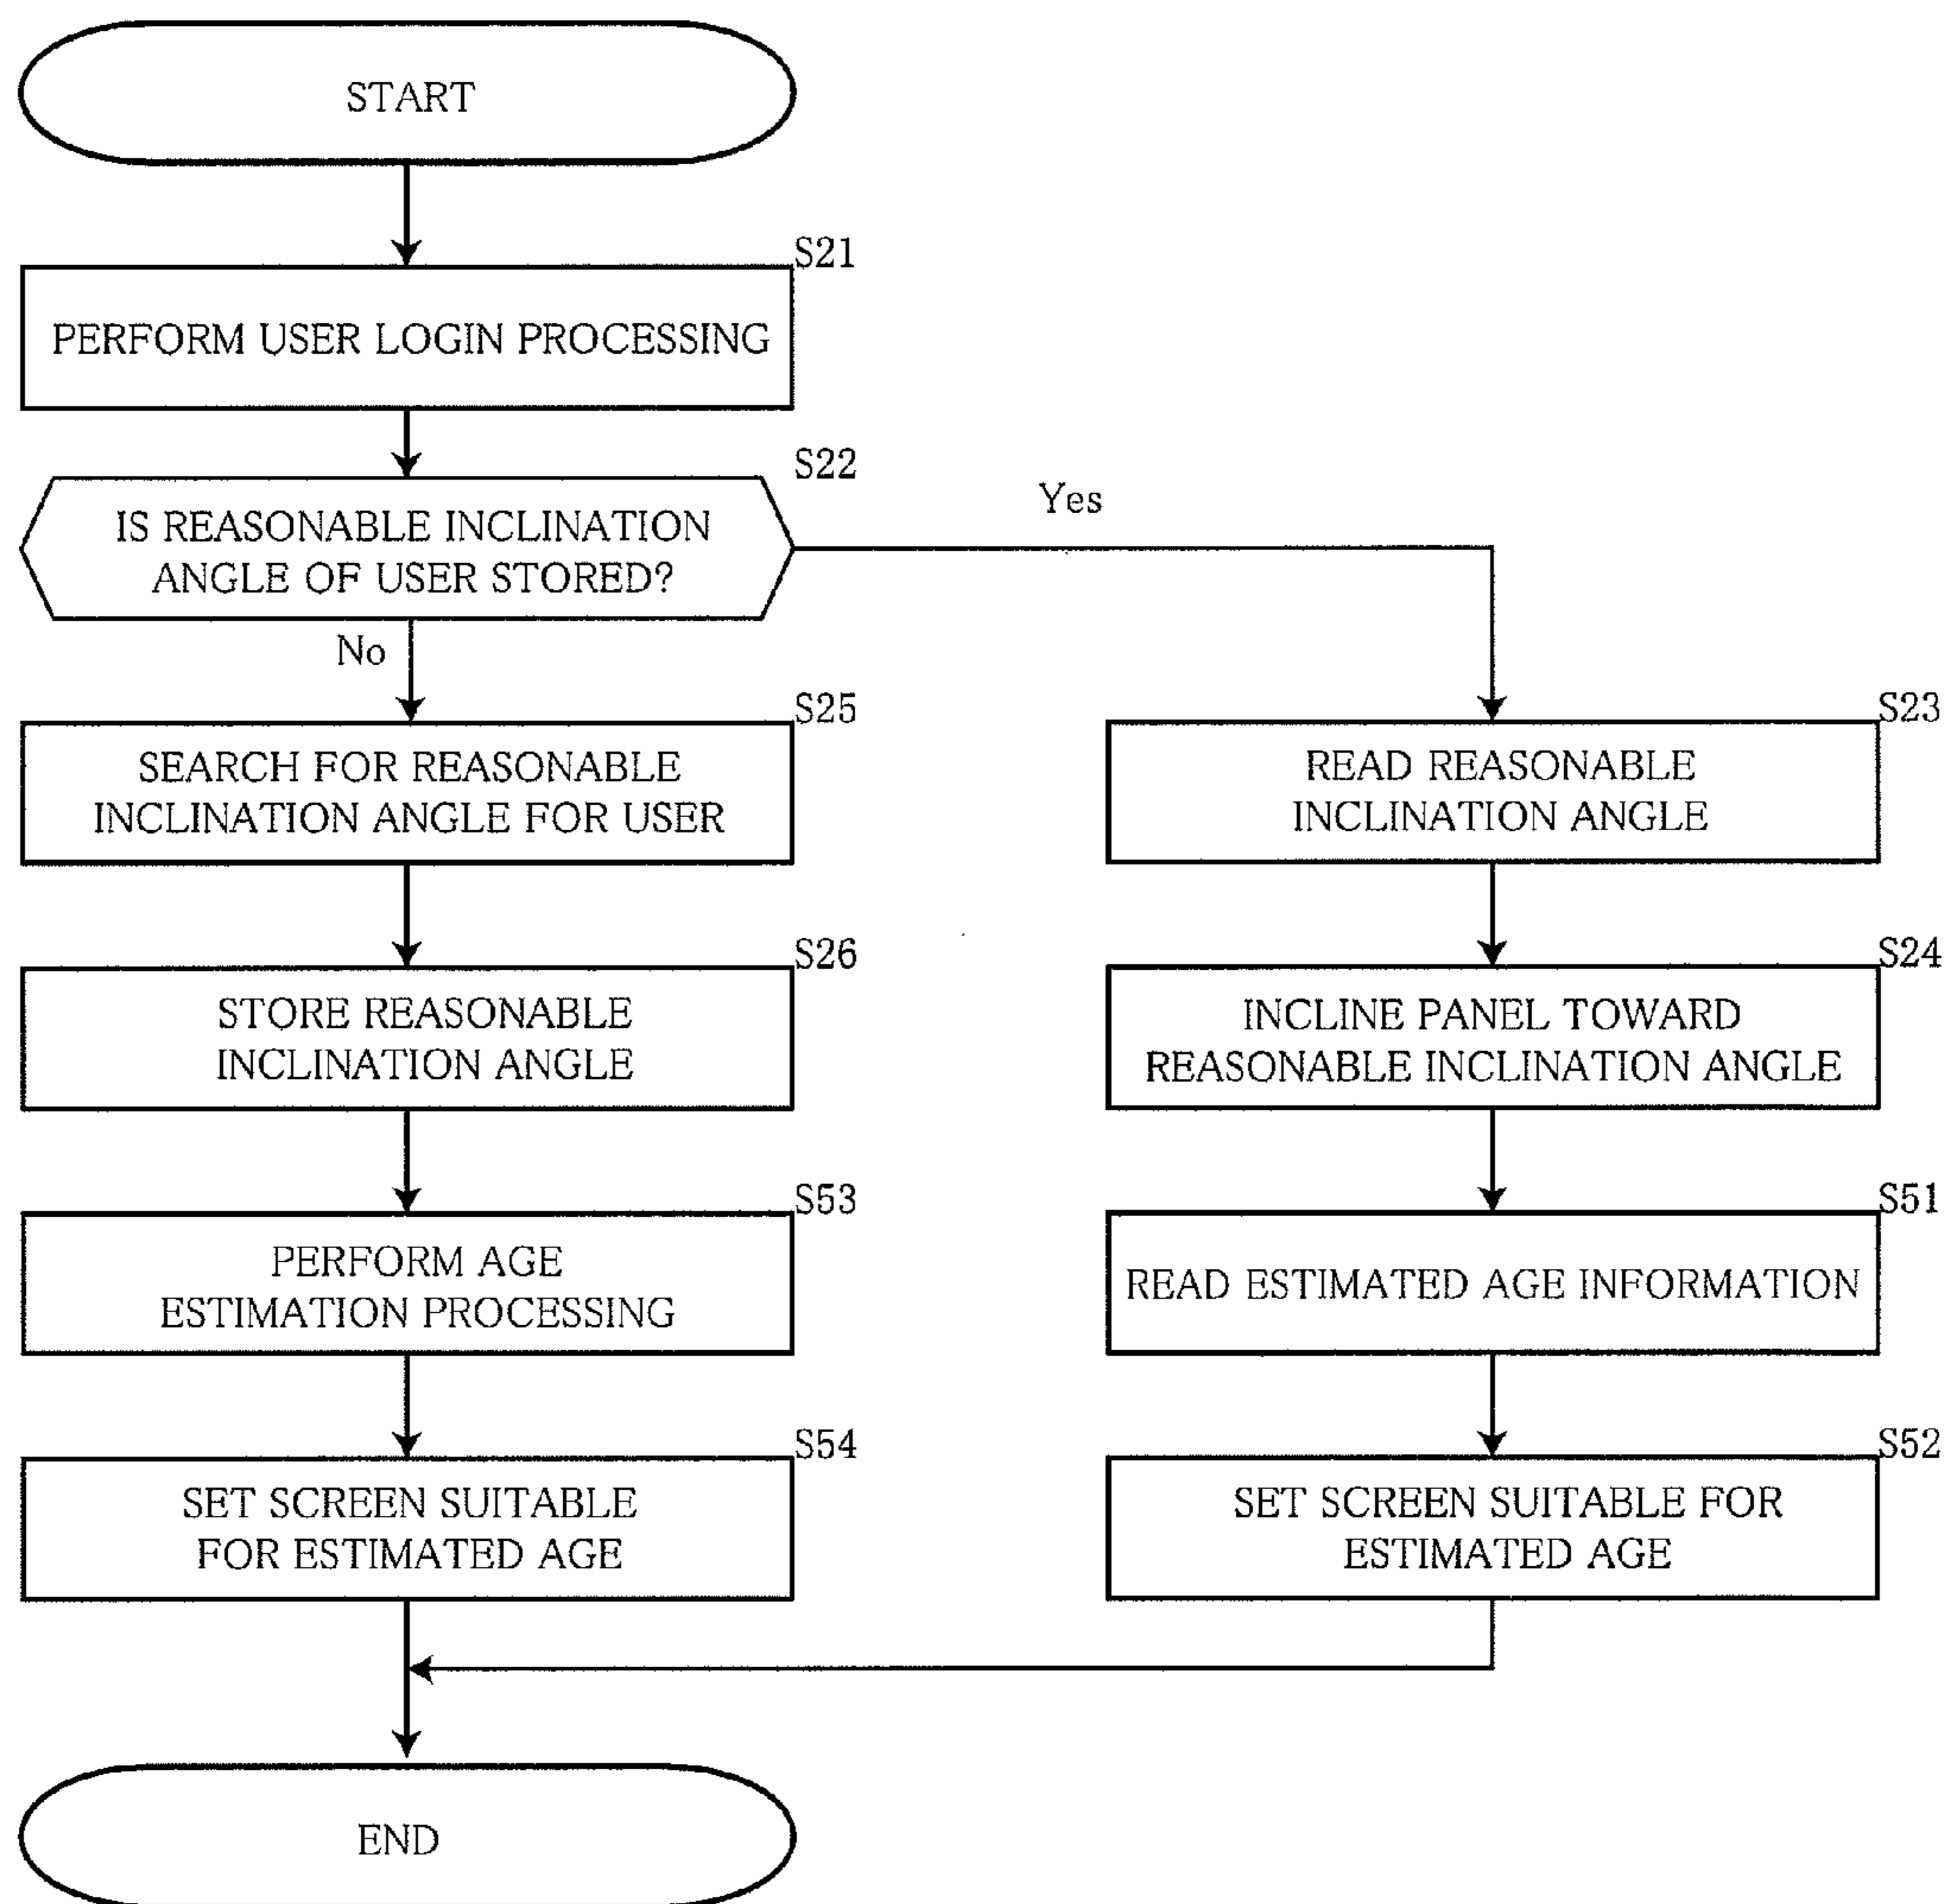 START
S21
PERFORM USER LOGIN PROCESSING
S22
IS REASONABLE INCLINATION
ANGLE OF USER STORED?
Yes
No
S25
SEARCH FOR REASONABLE
INCLINATION ANGLE FOR USER
S23
READ REASONABLE
INCLINATION ANGLE
S26
STORE REASONABLE
INCLINATION ANGLE
S24
INCLINE PANEL TOWARD
REASONABLE INCLINATION ANGLE
S53
PERFORM AGE
ESTIMATION PROCESSING
S51
READ ESTIMATED AGE INFORMATION
S54
SET SCREEN SUITABLE
FOR ESTIMATED AGE
S52
SET SCREEN SUITABLE FOR
ESTIMATED AGE
END